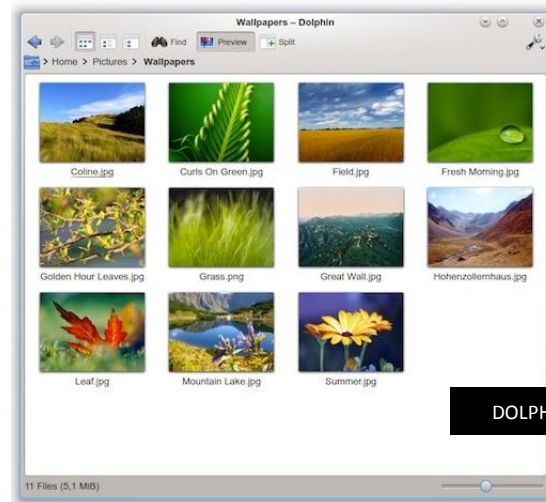 Wallpapers – Dolphin
Find Preview Split
> Home > Pictures > Wallpapers
Coline.jpg Curls On Green.jpg Field.jpg Fresh Morning.jpg
Golden Hour Leaves.jpg Grass.png Great Wall.jpg Hohenzollernhaus.jpg
Leaf.jpg Mountain Lake.jpg Summer.jpg
DOLPH
11 Files (5,1 MiB)